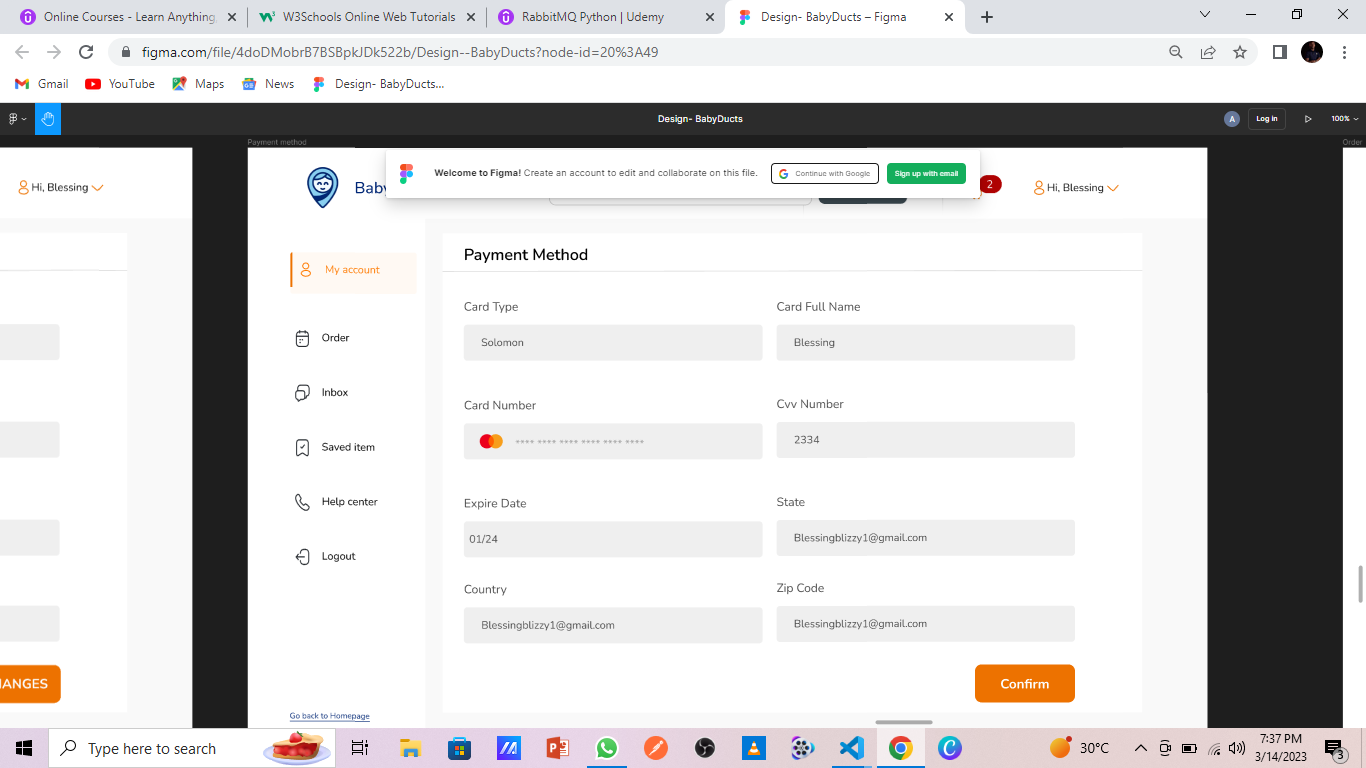 Online Courses - Learn Anything,
W3Schools Online Web Tutorials
RabbitMQ Python | Udemy
Design- BabyDucts – Figma
figma.com/file/4doDMobrB7BSBpkJDk522b/Design--BabyDucts?node-id=20%3A49
Gmail
YouTube
Maps
News
Design- BabyDucts...
Design- BabyDucts
A
Log in
100%
Payment method
Order
Welcome to Figma! Create an account to edit and collaborate on this file.
Continue with Google
Sign up with email
Hi, Blessing
Baby
2
Hi, Blessing
My account
Order
Inbox
Saved item
Help center
Logout
Go back to Homepage
Payment Method
Card Type
Card Full Name
Solomon
Blessing
Card Number
Cvv Number
**** **** **** **** **** ****
2334
Expire Date
State
01/24
Blessingblizzy1@gmail.com
Country
Zip Code
Blessingblizzy1@gmail.com
Blessingblizzy1@gmail.com
HANGES
Confirm
Type here to search
30°C
7:37 PM
3/14/2023
3